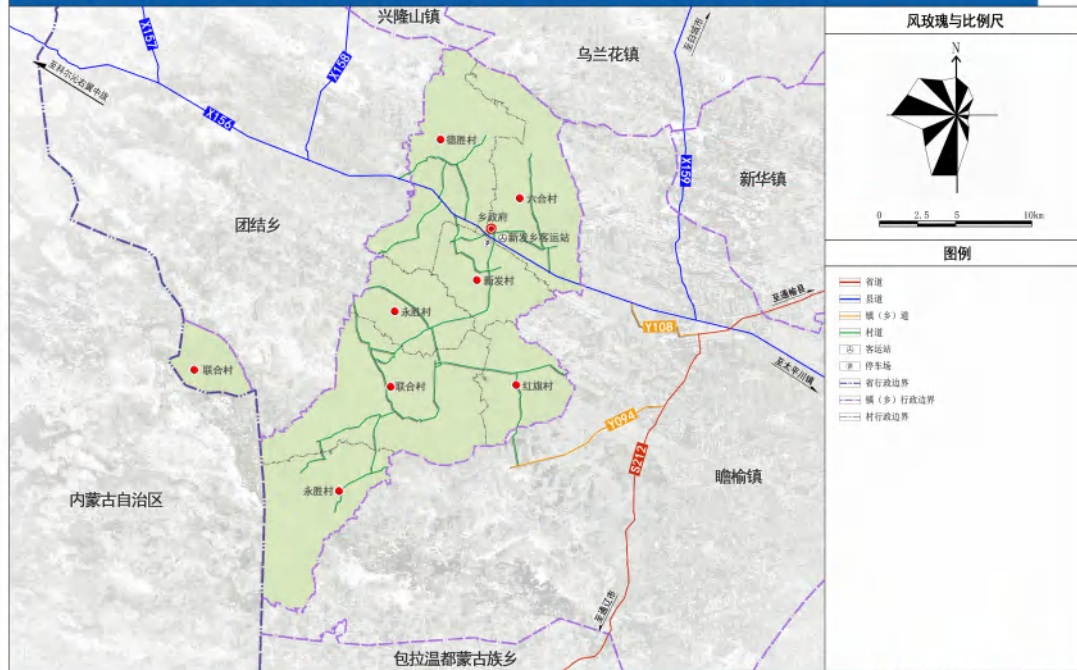 兴隆山镇
风玫瑰与比例尺
X157
至白城市
乌兰花镇
N
X158
至科尔沁右翼中旗
X156
德胜村
X159
新华镇
六合村
0 2.5 5 10km
乡政府
团结乡
新发乡客运站
图例
新发村
省道
至通榆县
县道
永胜村
镇（乡）道
Y108
村道
客运站
联合村
至太平川镇
停车场
联合村
红旗村
省行政边界
镇（乡）行政边界
村行政边界
Y094
S212
瞻榆镇
永胜村
内蒙古自治区
至通辽市
包拉温都蒙古族乡